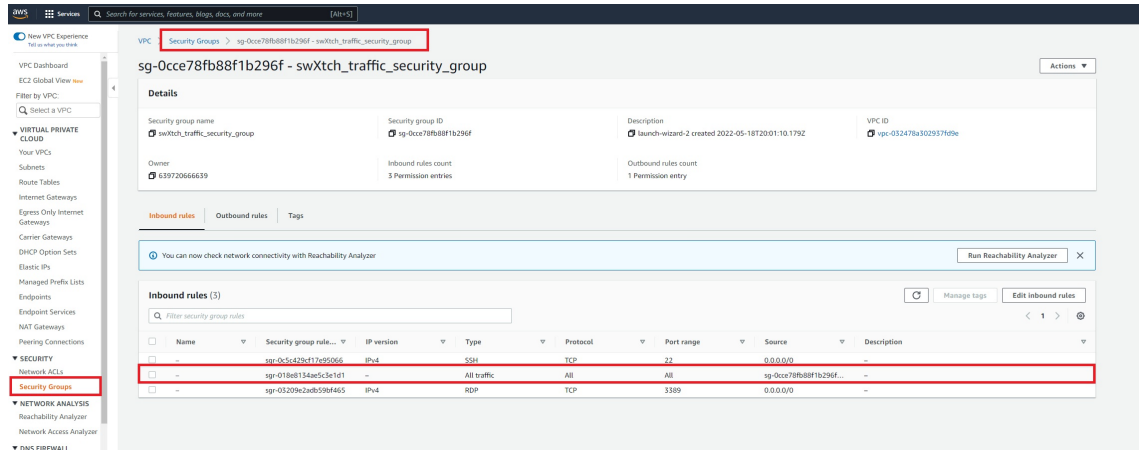 aws Services Search for services, features, blogs, docs, and more [Alt+S]
New VPC Experience
Tell us what you think
VPC Dashboard
EC2 Global View New
Filter by VPC:
Select a VPC
VIRTUAL PRIVATE CLOUD
Your VPCs
Subnets
Route Tables
Internet Gateways
Egress Only Internet Gateways
Carrier Gateways
DHCP Option Sets
Elastic IPs
Managed Prefix Lists
Endpoints
Endpoint Services
NAT Gateways
Peering Connections
SECURITY
Network ACLs
Security Groups
NETWORK ANALYSIS
Reachability Analyzer
Network Access Analyzer
DNS FIREWALL
VPC > Security Groups > sg-0cce78fb88f1b296f - swXtch_traffic_security_group
sg-0cce78fb88f1b296f - swXtch_traffic_security_group
Actions
Details
Security group name
swXtch_traffic_security_group
Security group ID
sg-0cce78fb88f1b296f
Description
launch-wizard-2 created 2022-05-18T20:01:10.179Z
VPC ID
vpc-032478a302937fd9e
Owner
639720666639
Inbound rules count
3 Permission entries
Outbound rules count
1 Permission entry
Inbound rules Outbound rules Tags
You can now check network connectivity with Reachability Analyzer
Run Reachability Analyzer
Inbound rules (3)
Manage tags
Edit inbound rules
Filter security group rules
1
Name Security group rule... IP version Type Protocol Port range Source Description
– sgr-0c5c429cf17e95066 IPv4 SSH TCP 22 0.0.0.0/0 –
– sgr-018e8134ae5c3e1d1 – All traffic All All sg-0cce78fb88f1b296f... –
– sgr-03209e2adb59bf465 IPv4 RDP TCP 3389 0.0.0.0/0 –